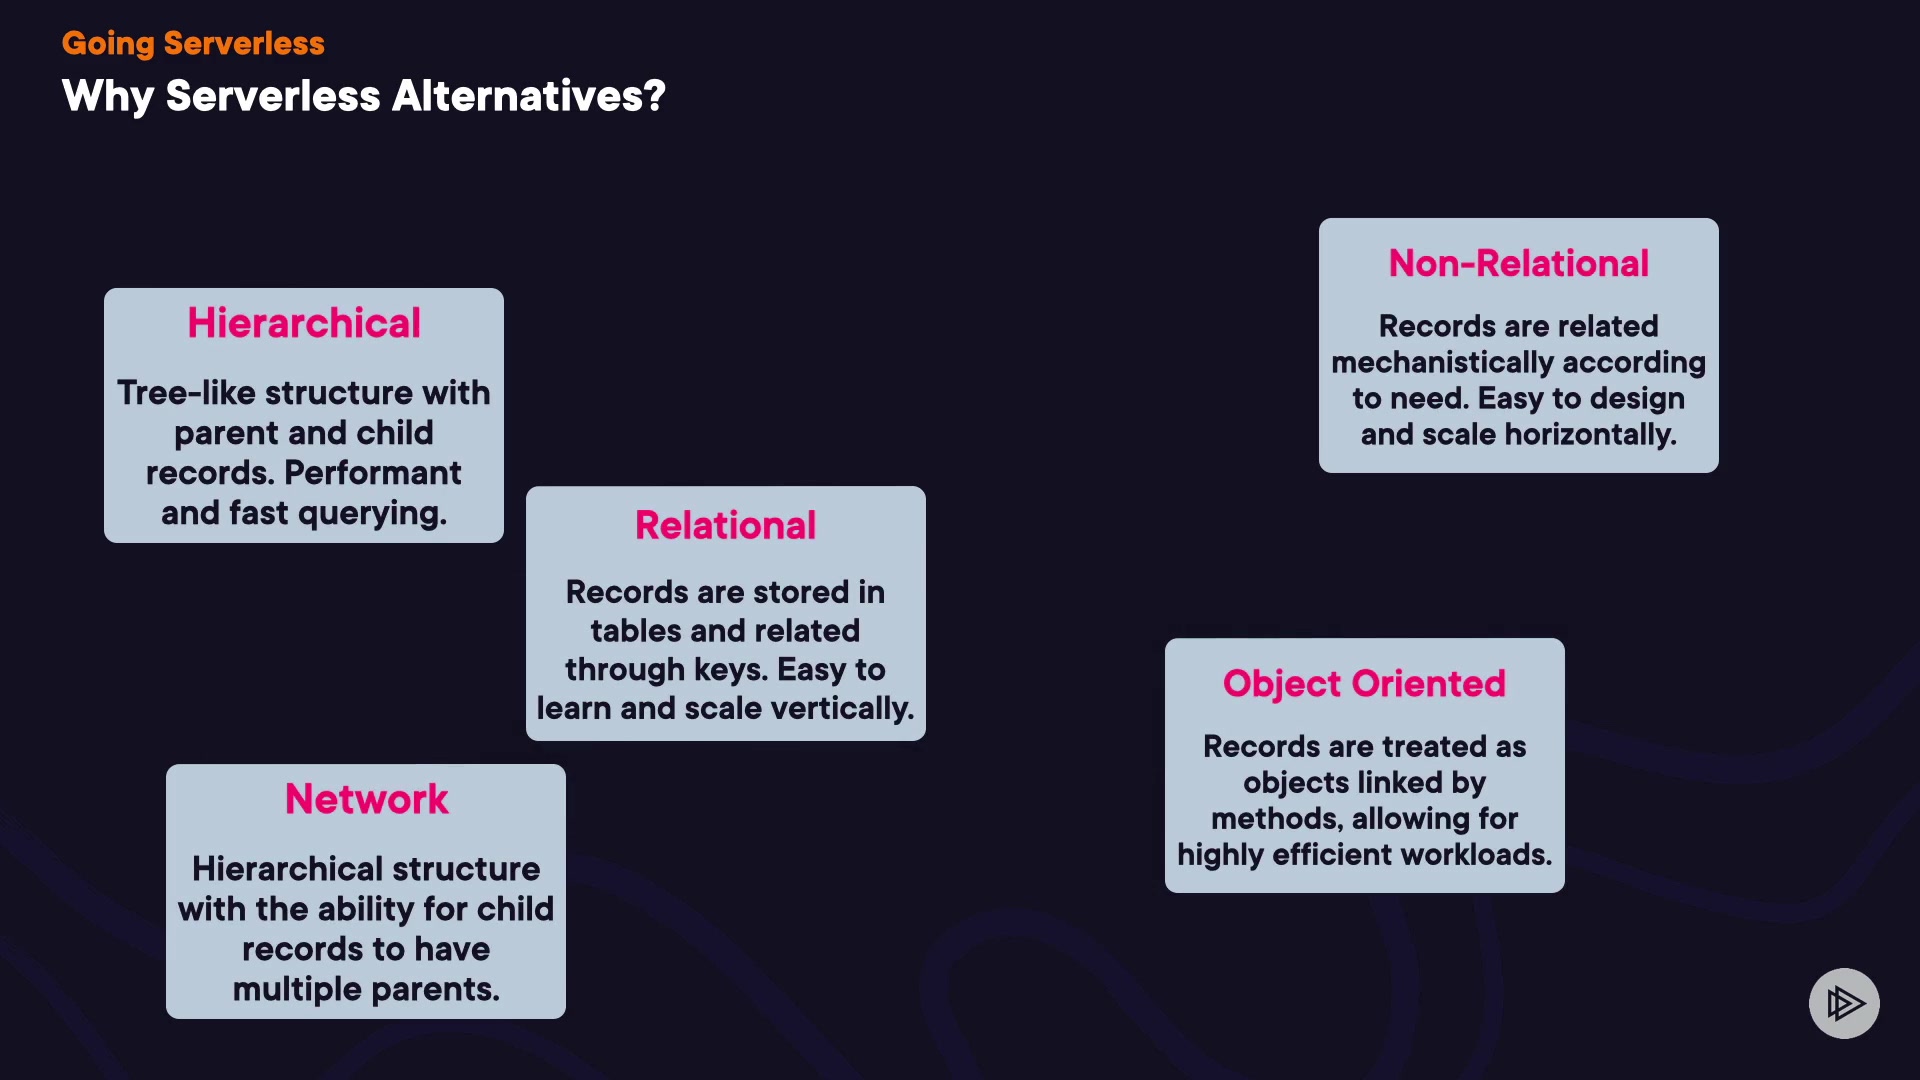 Going Serverless
Why Serverless Alternatives?
Hierarchical
Tree-like structure with
parent and child
records. Performant
and fast querying.
Relational
Records are stored in
tables and related
through keys. Easy to
learn and scale vertically.
Network
Hierarchical structure
with the ability for child
records to have
multiple parents.
Non-Relational
Records are related
mechanistically according
to need. Easy to design
and scale horizontally.
Object Oriented
Records are treated as
objects linked by
methods, allowing for
highly efficient workloads.